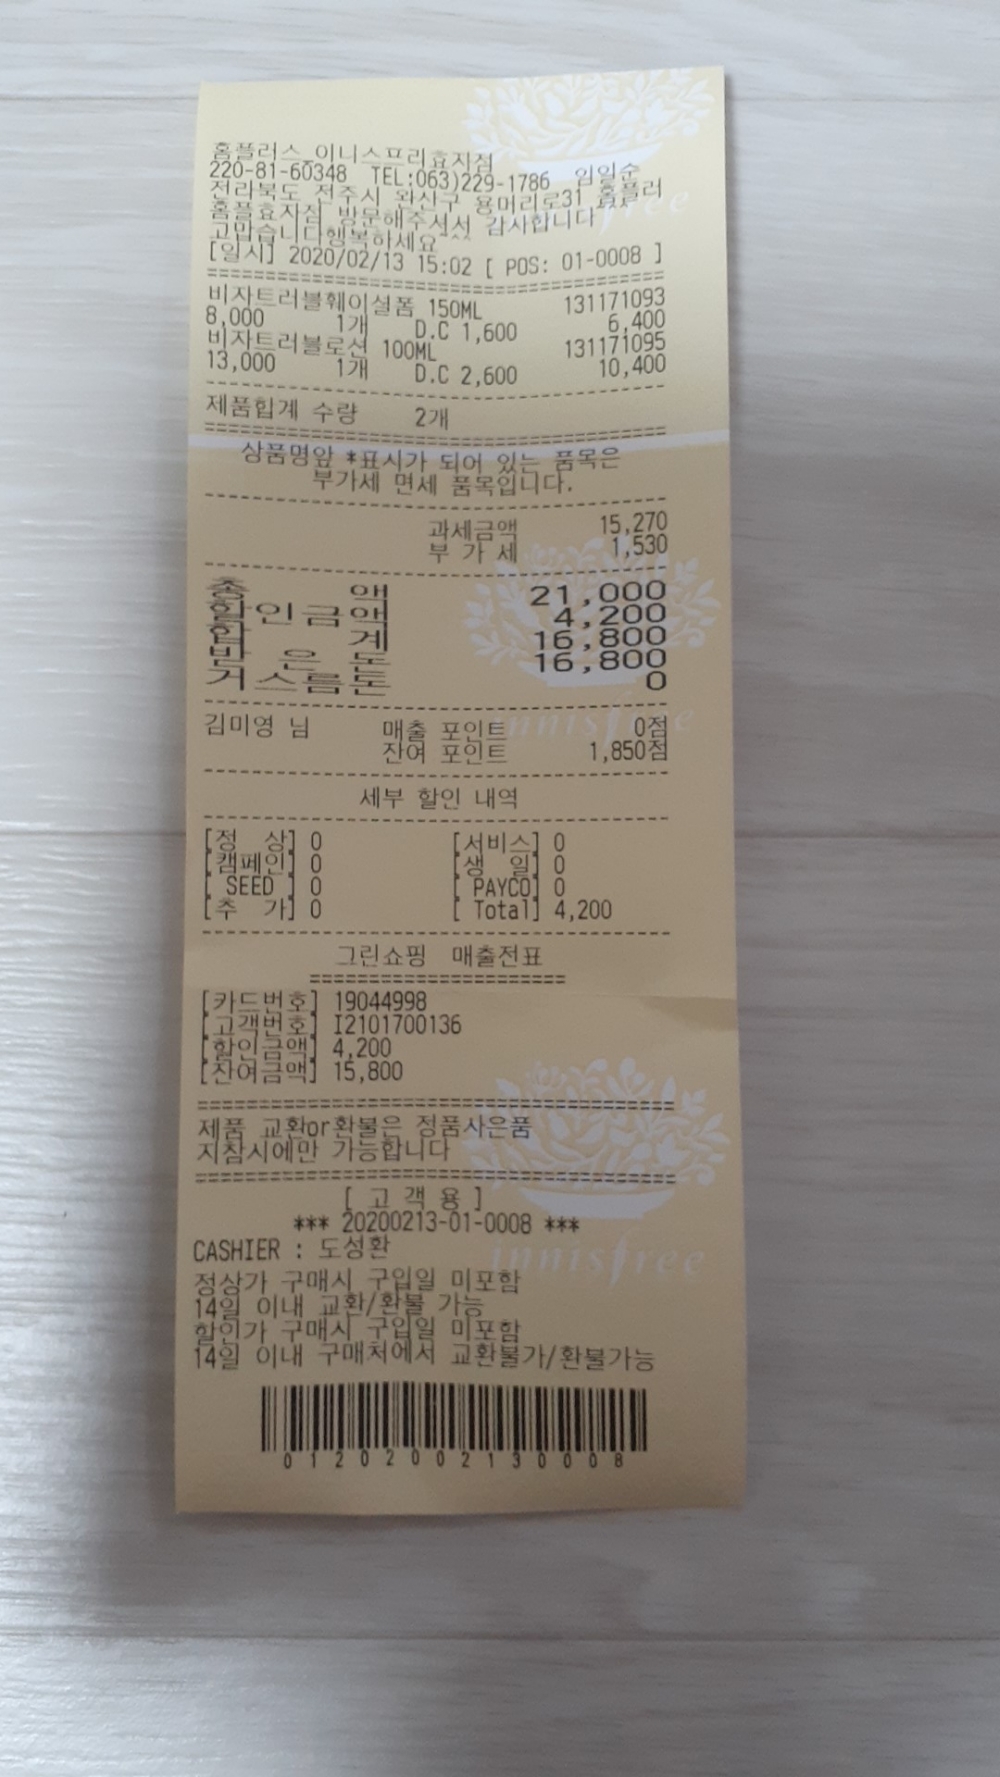 홈플러스 이니스프리효자점
220-81-60348 TEL:063)229-1786 임일순
전라북도 전주시 완산구 용머리로31 홈플러
홈플효자점 방문해주셔서 감사합니다
고맙습니다행복하세요^^
[일시] 2020/02/13 15:02 [ POS: 01-0008 ]
비자트러블훼이셜폼 150ML 131171093
8,000 1개 D.C 1,600 6,400
비자트러블로션 100ML 131171095
13,000 1개 D.C 2,600 10,400
제품합계 수량 2개
상품명앞 *표시가 되어 있는 품목은
부가세 면세 품목입니다.
과세금액 15,270
부 가 세 1,530
총 액 21,000
할인금액 4,200
합 계 16,800
받 은 돈 16,800
거스름돈 0
김미영 님 매출 포인트 0점
잔여 포인트 1,850점
세부 할인 내역
[정 상] 0 [서비스] 0
[캠페인] 0 [생 일] 0
[ SEED ] 0 [ PAYCO] 0
[추 가] 0 [ Total] 4,200
그린쇼핑 매출전표
[카드번호] 19044998
[고객번호] I2101700136
[할인금액] 4,200
[잔여금액] 15,800
제품 교환or환불은 정품사은품
지참시에만 가능합니다
[ 고 객 용 ]
*** 20200213-01-0008 ***
CASHIER : 도성환
innisfree
정상가 구매시 구입일 미포함
14일 이내 교환/환불 가능
할인가 구매시 구입일 미포함
14일 이내 구매처에서 교환불가/환불가능
01202002130008